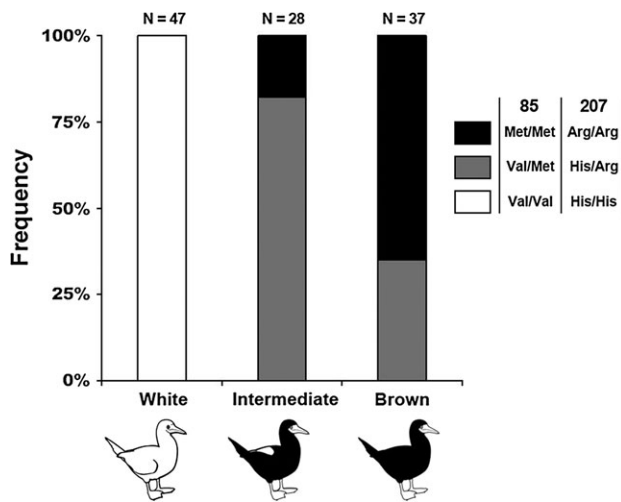 N = 47 N = 28 N = 37
100%
75%
50%
25%
0%
Frequency
White Intermediate Brown
85 207
Met/Met Arg/Arg
Val/Met His/Arg
Val/Val His/His